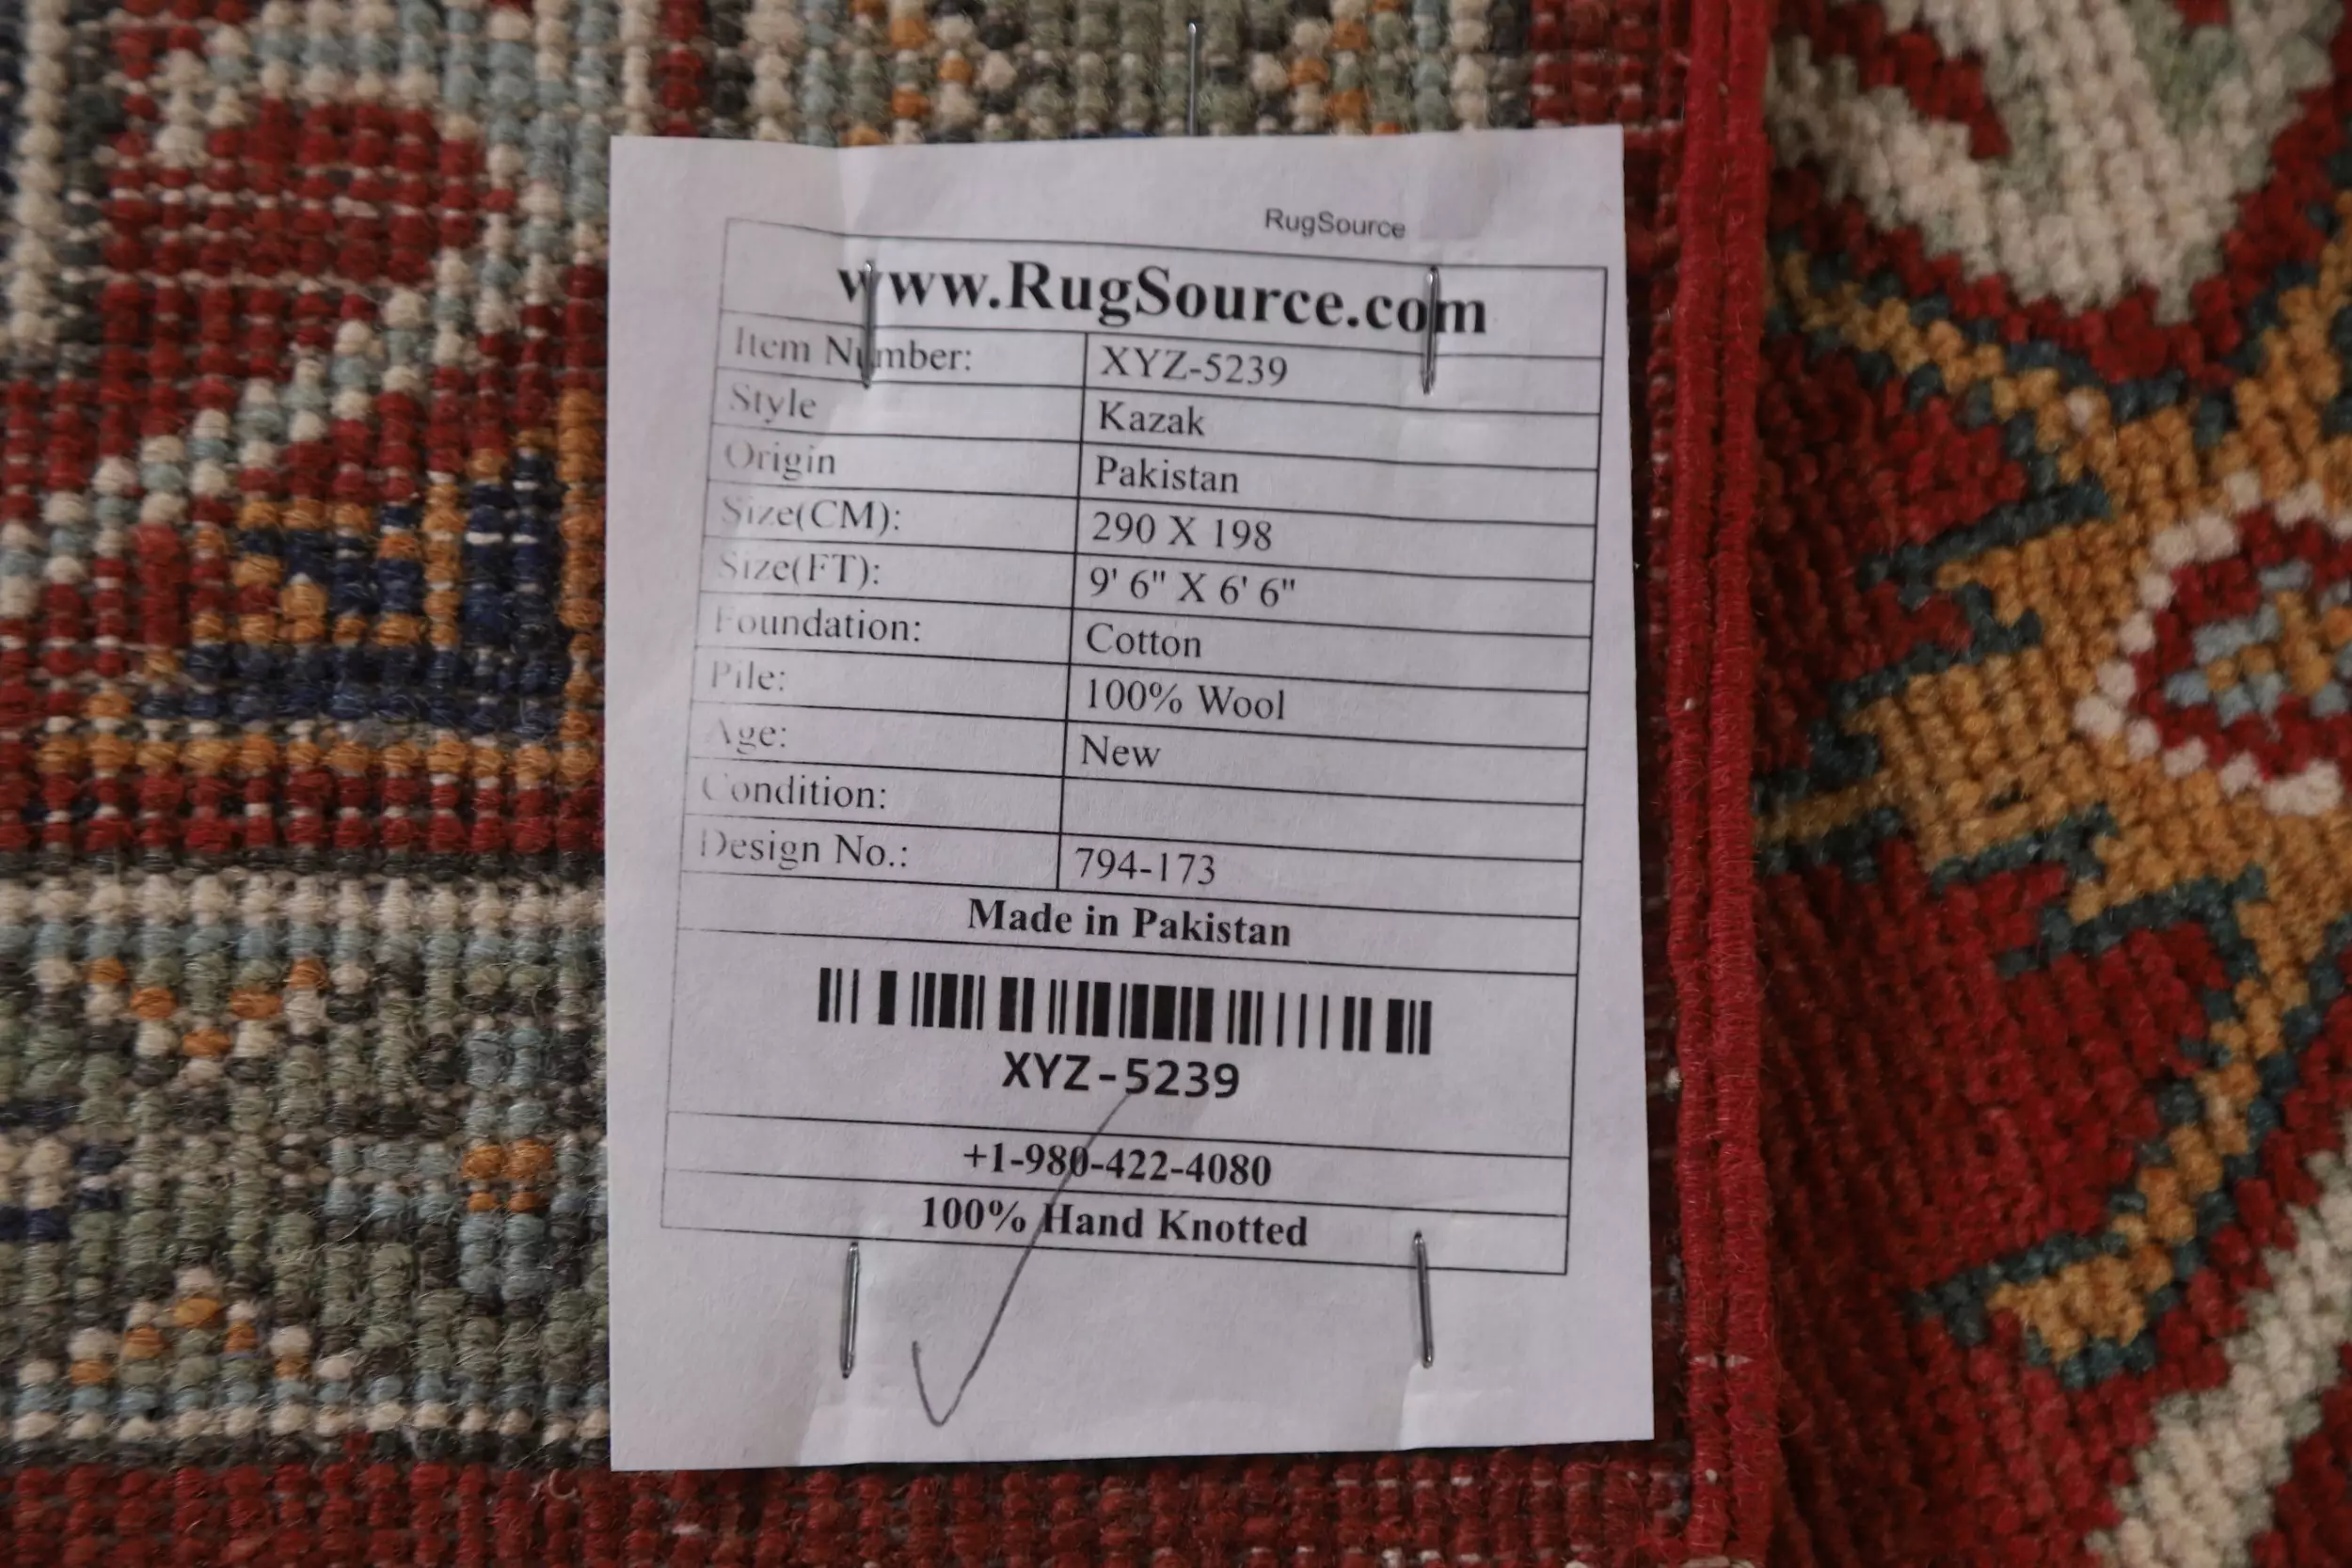 RugSource
www.RugSource.com
Item Number: XYZ-5239
Style Kazak
Origin Pakistan
Size(CM): 290 X 198
Size(FT): 9' 6" X 6' 6"
Foundation: Cotton
Pile: 100% Wool
Age: New
Condition:
Design No.: 794-173
Made in Pakistan
XYZ-5239
+1-980-422-4080
100% Hand Knotted